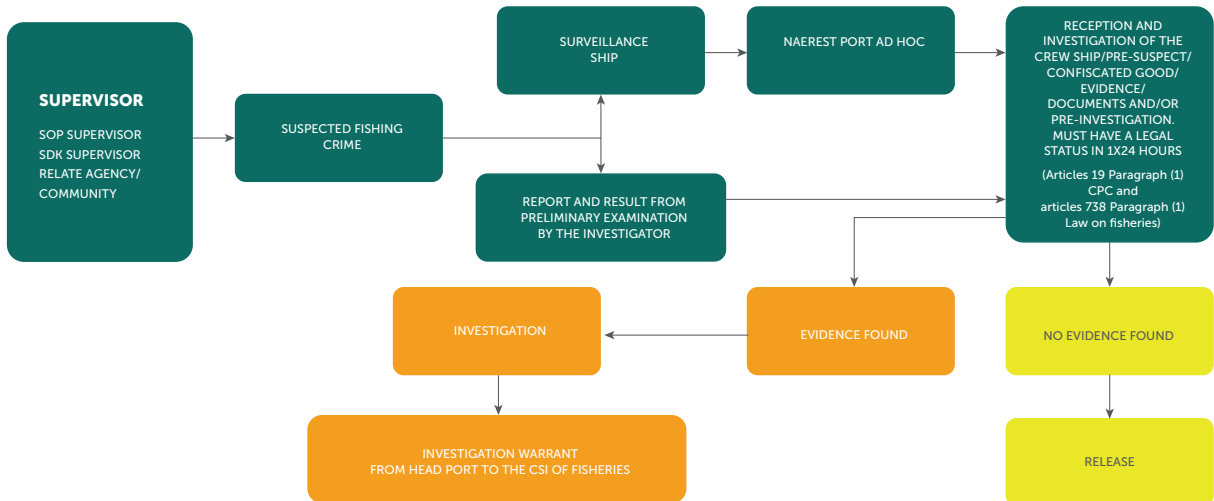 SUPERVISOR
SOP SUPERVISOR
SDK SUPERVISOR
RELATE AGENCY/
COMMUNITY
SUSPECTED FISHING
CRIME
SURVEILLANCE
SHIP
NAEREST PORT AD HOC
RECEPTION AND
INVESTIGATION OF THE
CREW SHIP/PRE-SUSPECT/
CONFISCATED GOOD/
EVIDENCE/
DOCUMENTS AND/OR
PRE-INVESTIGATION.
MUST HAVE A LEGAL
STATUS IN 1X24 HOURS
(Articles 19 Paragraph (1)
CPC and
articles 738 Paragraph (1)
Law on fisheries)
REPORT AND RESULT FROM
PRELIMINARY EXAMINATION
BY THE INVESTIGATOR
INVESTIGATION
EVIDENCE FOUND
NO EVIDENCE FOUND
INVESTIGATION WARRANT
FROM HEAD PORT TO THE CSI OF FISHERIES
RELEASE